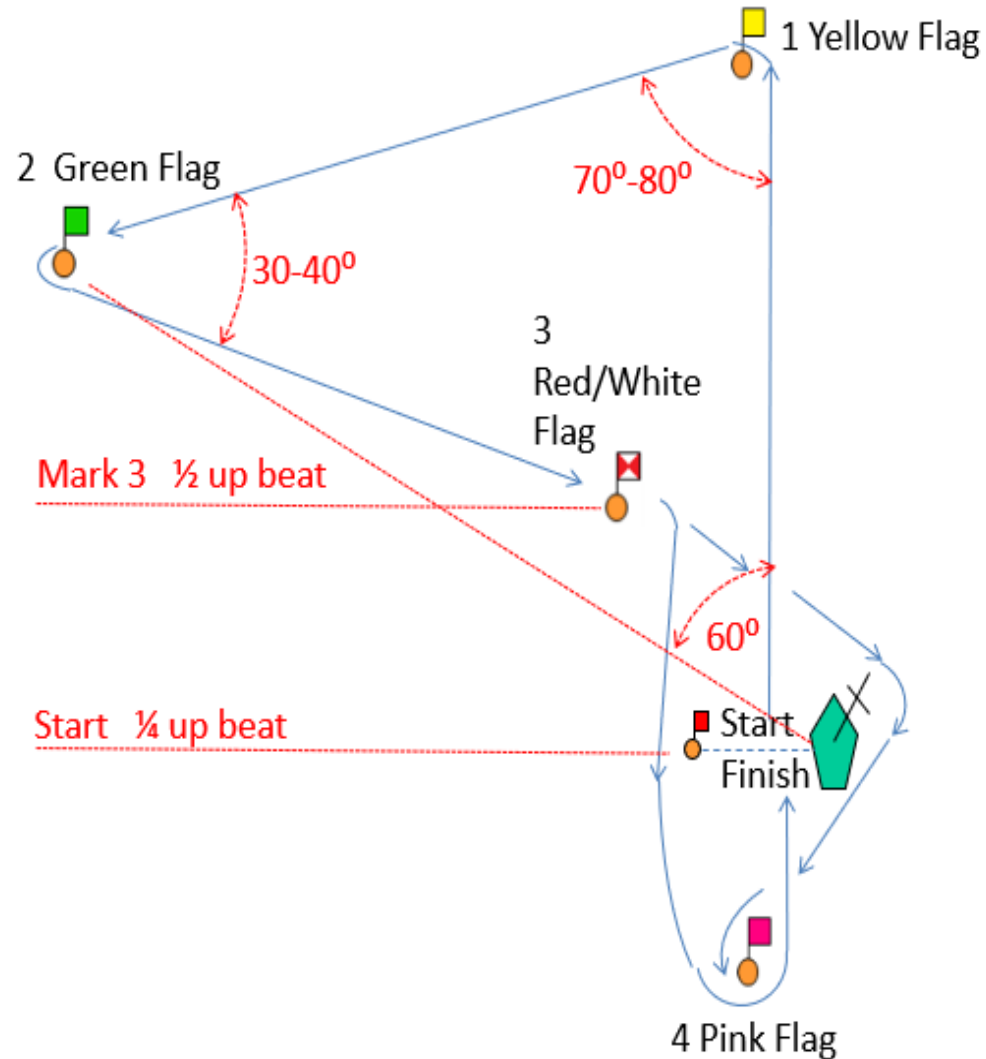 1 Yellow Flag
2  Green Flag
70⁰-80⁰
30-40⁰
3
Red/White
Flag
Mark 3   ½ up beat
60⁰
Start   ¼ up beat
Start
Finish
4 Pink Flag